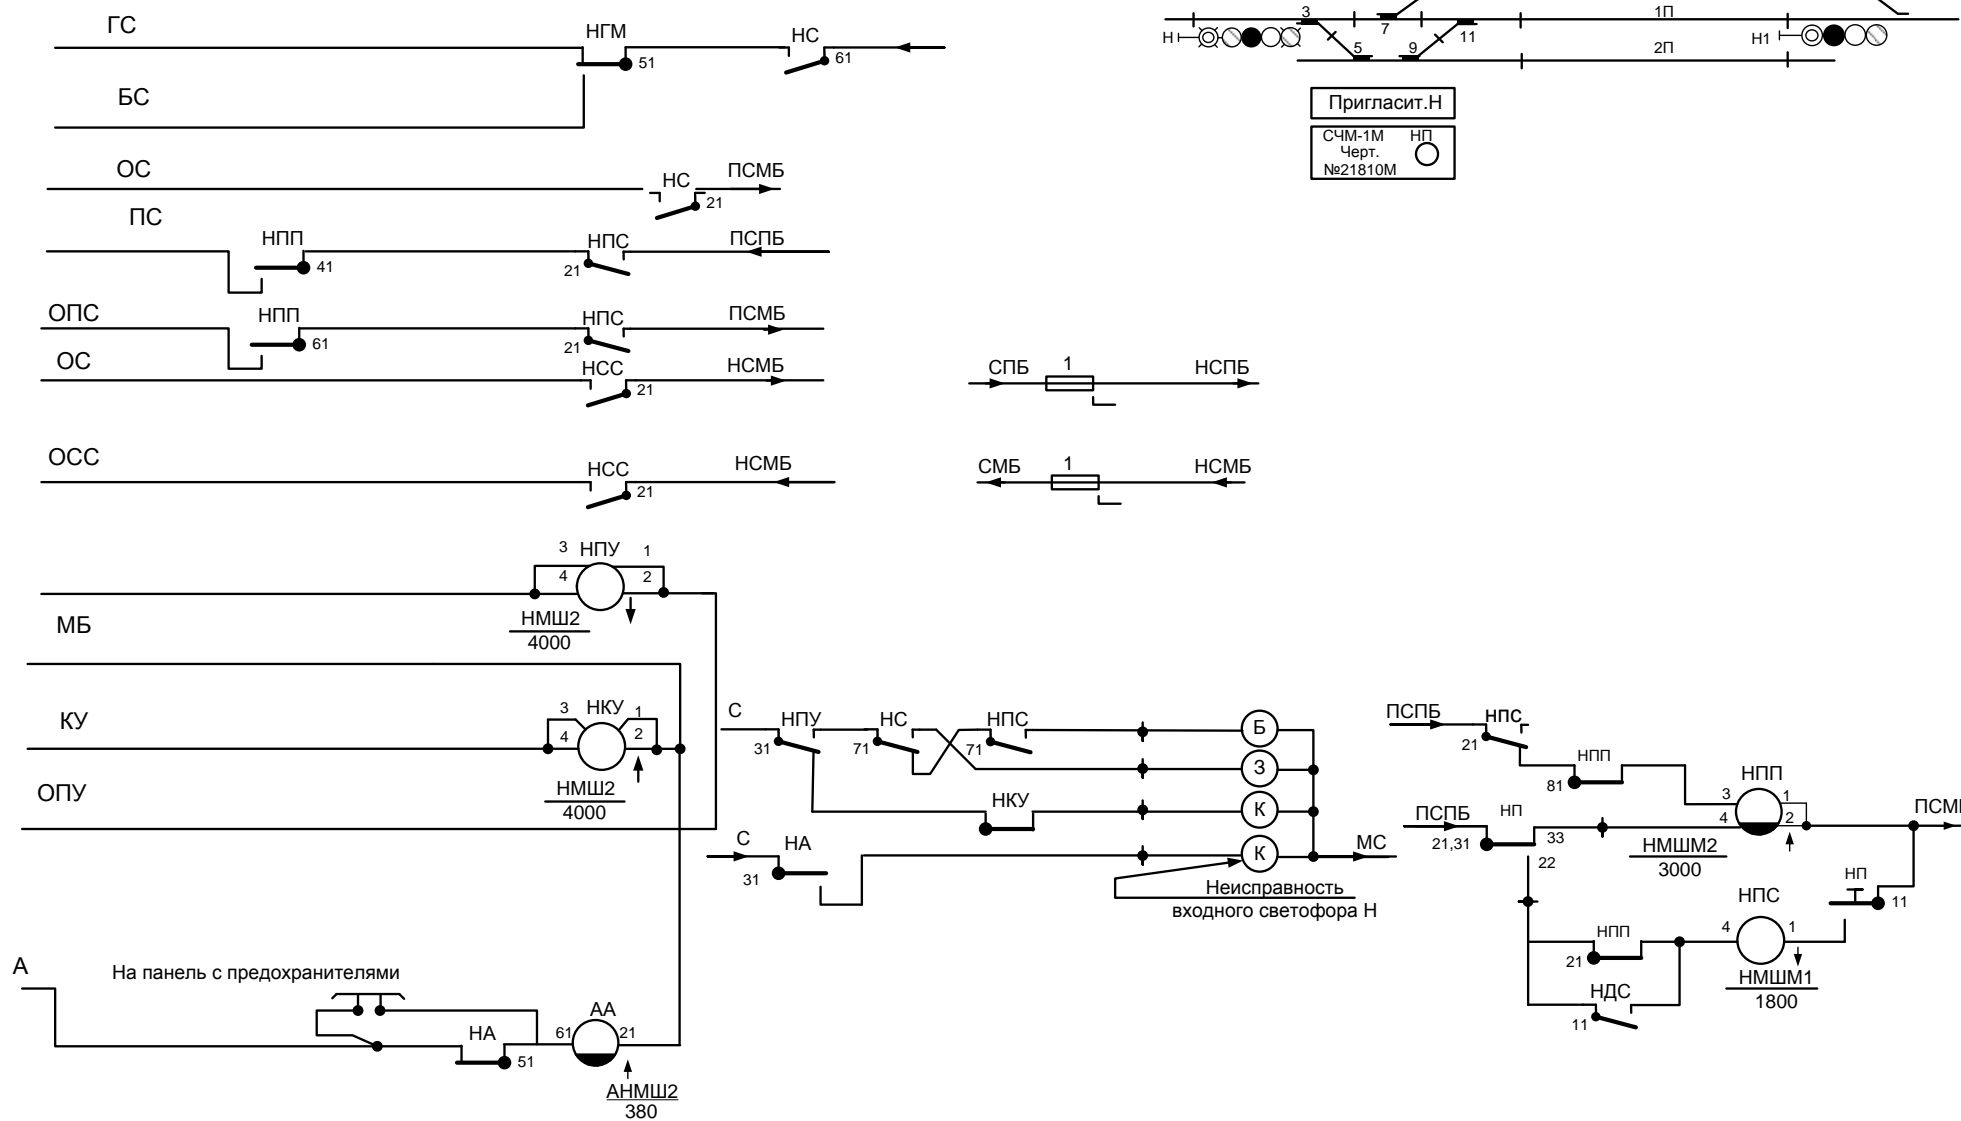 ГС
НГМ
51
НС
61
БС
ОС
НС
21
ПСМБ
ПС
НПП
41
НПС
21
ПСПБ
ОПС
НПП
61
НПС
21
ПСМБ
ОС
НСС
21
НСМБ
ОСС
НСС
21
НСМБ
СПБ
1
НСПБ
СМБ
1
НСМБ
Н
3
5
7
9
11
1П
2П
Н1
Пригласит.Н
СЧМ-1М НП
Черт.
№21810М
3 НПУ 1
4 2
НМШ2
4000
МБ
КУ
3 НКУ 1
4 2
НМШ2
4000
ОПУ
С
НПУ
31
НС
71
НПС
71
Б
З
НКУ
К
С
НА
31
К
МС
Неисправность
входного светофора Н
ПСПБ
НПС
21
НПП
81
НПП
3 1
4 2
НМШМ2
3000
ПСПБ
НП
21,31
33
22
НП
11
НПС
4 1
НМШМ1
1800
НПП
21
НДС
11
А
На панель с предохранителями
НА
51
АА
61 21
АНМШ2
380